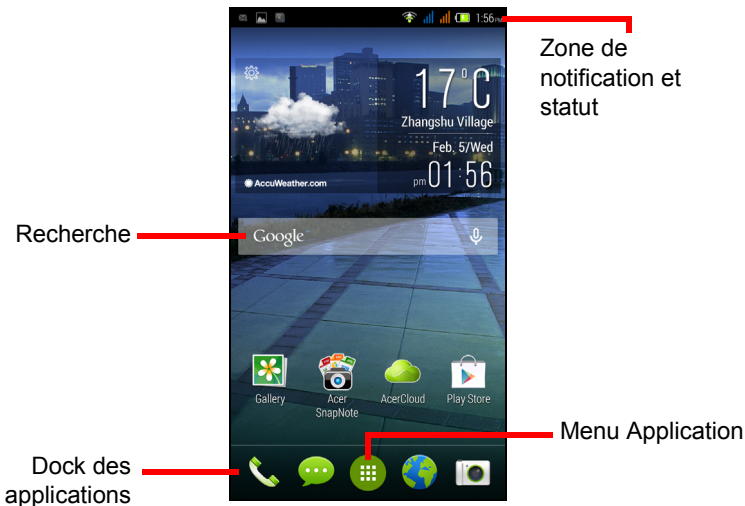 1:56PM
Zone de
notification et
statut
17°C
Zhangshu Village
Feb, 5/Wed
pm 01:56
AccuWeather.com
Recherche
Google
Gallery
Acer
SnapNote
AcerCloud
Play Store
Menu Application
Dock des
applications